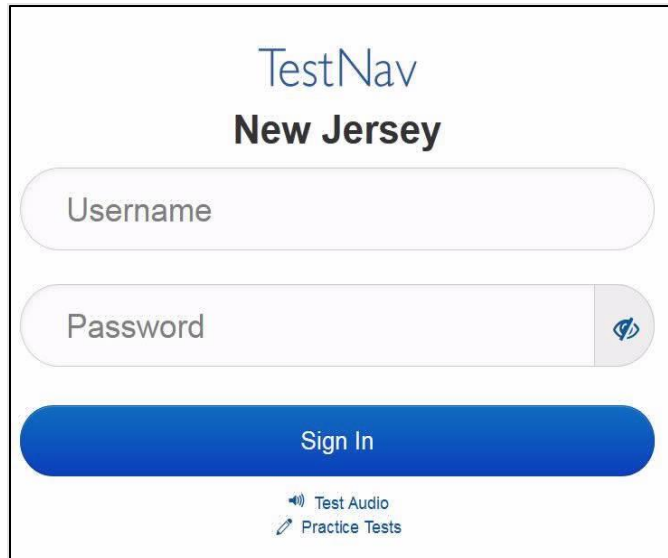 TestNav
New Jersey
Username
Password
Sign In
Test Audio
Practice Tests